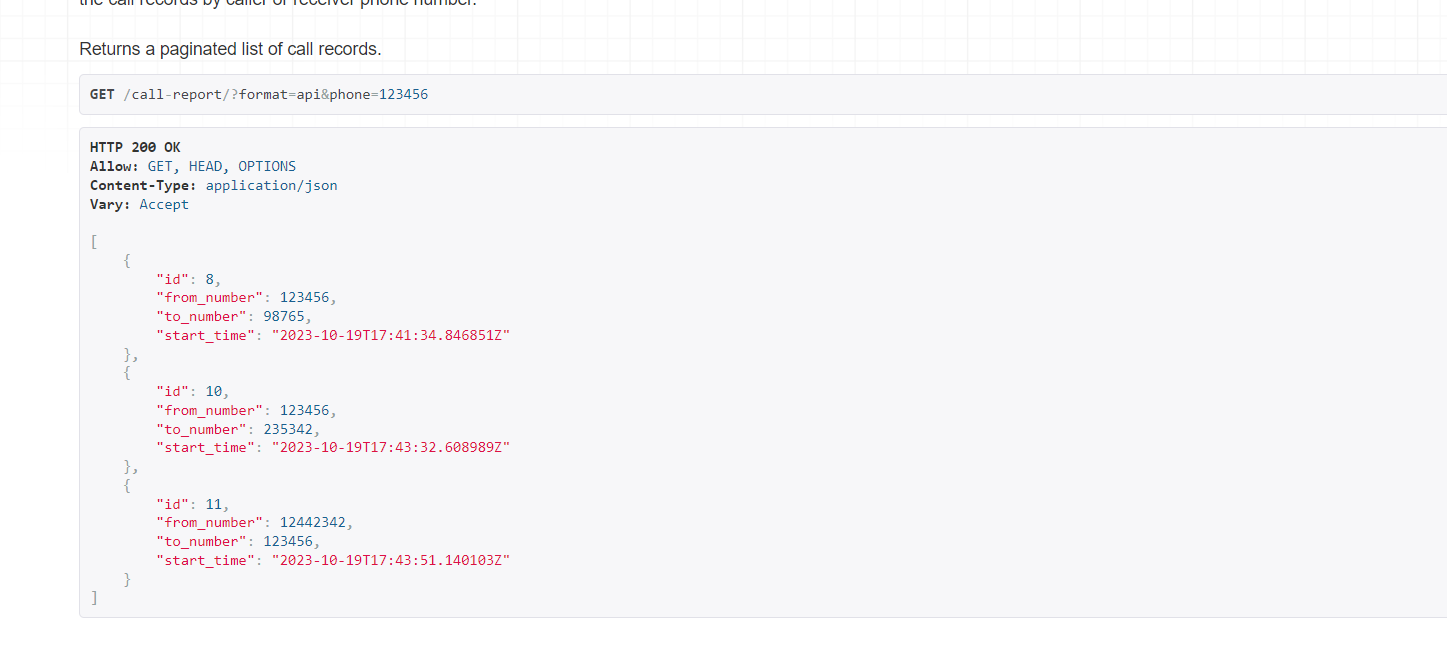 the call records by caller or receiver phone number.
Returns a paginated list of call records.
GET /call-report/?format=api&phone=123456
HTTP 200 OK
Allow: GET, HEAD, OPTIONS
Content-Type: application/json
Vary: Accept
[
    {
        "id": 8,
        "from_number": 123456,
        "to_number": 98765,
        "start_time": "2023-10-19T17:41:34.846851Z"
    },
    {
        "id": 10,
        "from_number": 123456,
        "to_number": 235342,
        "start_time": "2023-10-19T17:43:32.608989Z"
    },
    {
        "id": 11,
        "from_number": 12442342,
        "to_number": 123456,
        "start_time": "2023-10-19T17:43:51.140103Z"
    }
]